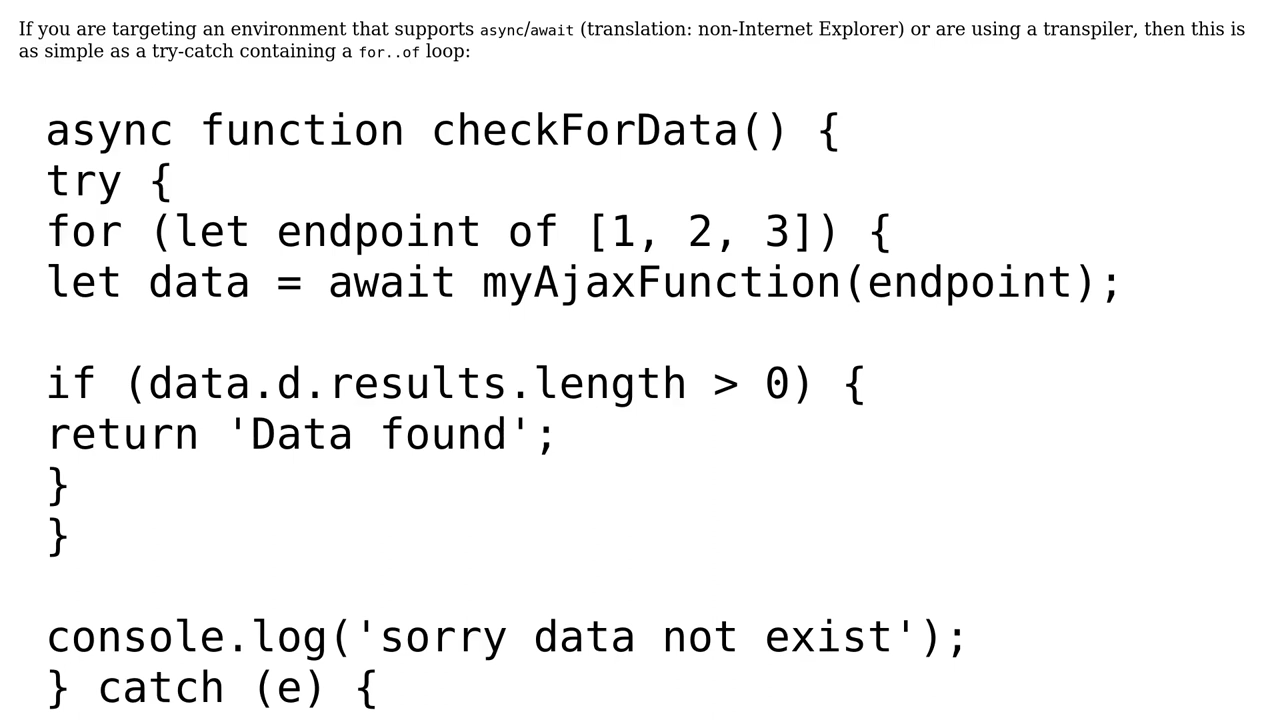 If you are targeting an environment that supports async/await (translation: non-Internet Explorer) or are using a transpiler, then this is
as simple as a try-catch containing a for..of loop:
async function checkForData() {
try {
for (let endpoint of [1, 2, 3]) {
let data = await myAjaxFunction(endpoint);
if (data.d.results.length > 0) {
return 'Data found';
}
}
console.log('sorry data not exist');
} catch (e) {